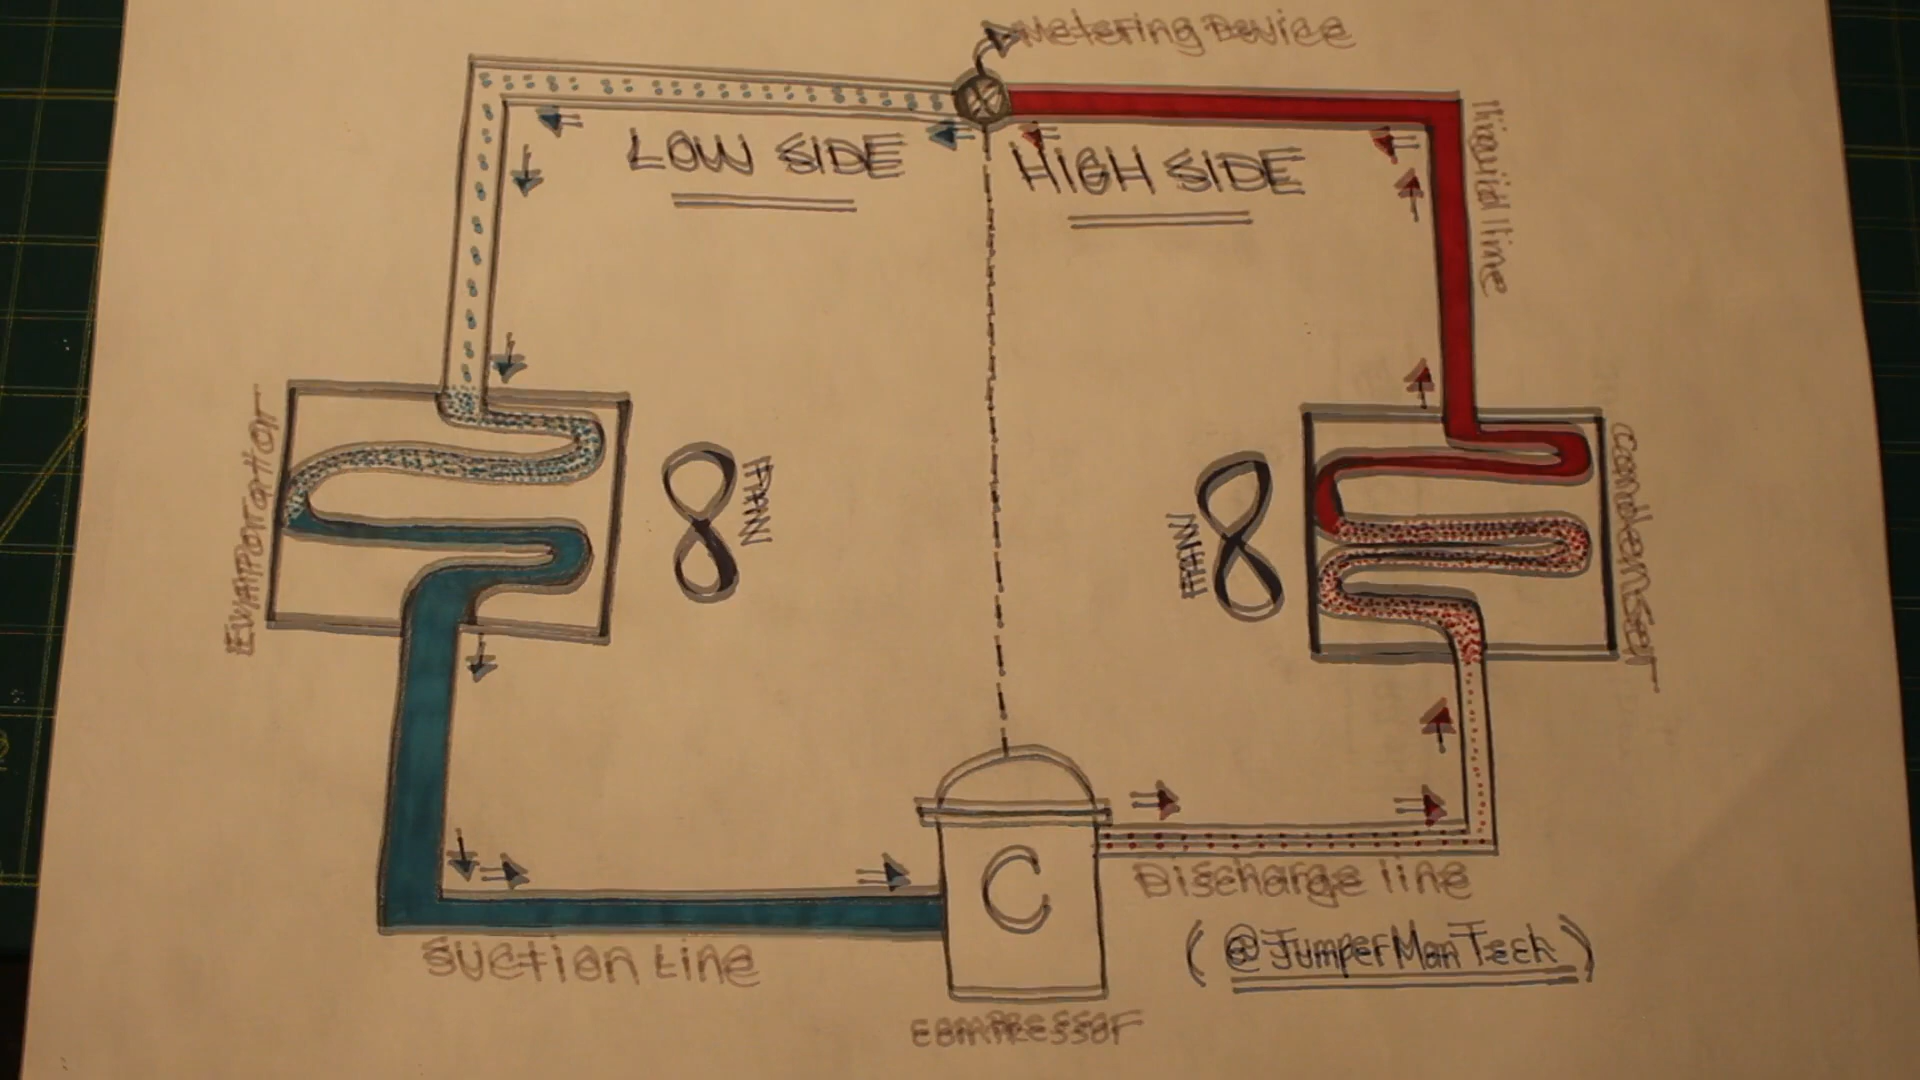 Metering Device
LOW SIDE
HIGH SIDE
liquid line
Evaporator
FAN
FAN
condenser
C
Discharge line
Suction Line
(@JumperManTech)
compressor